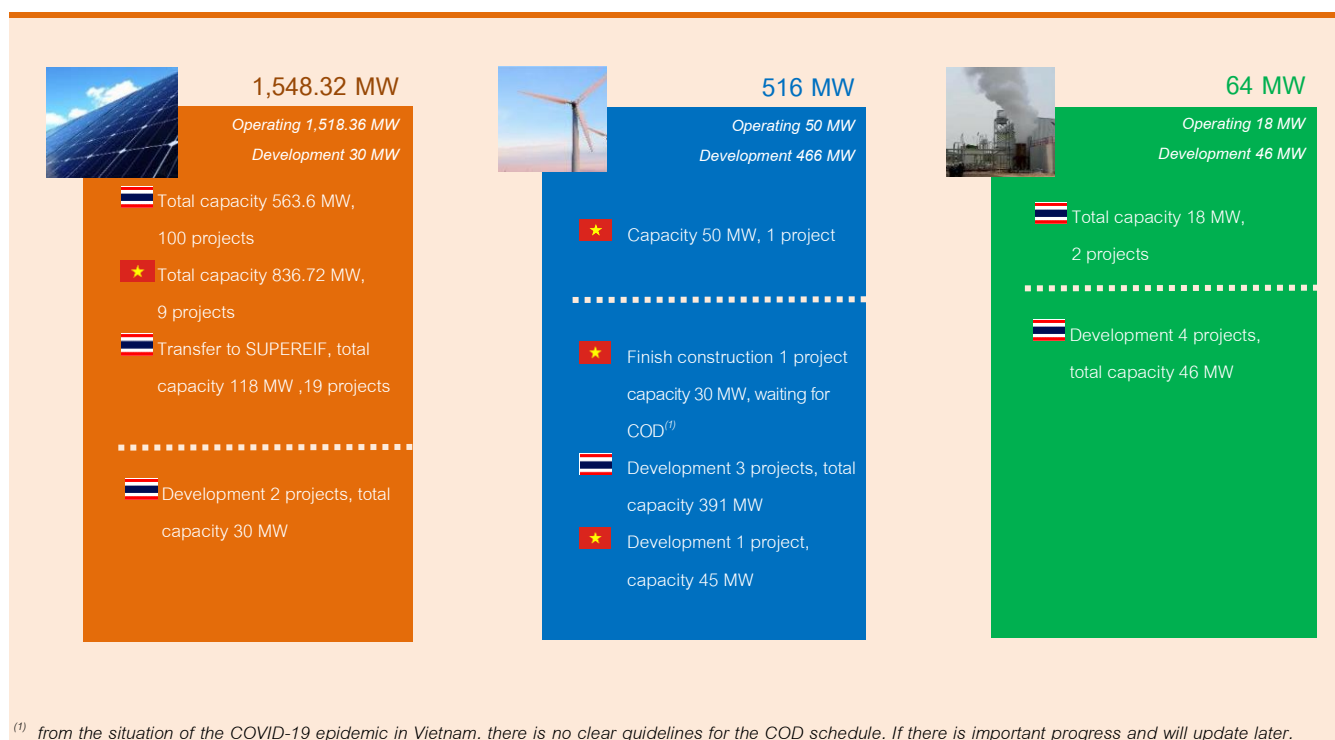 1,548.32 MW
Operating 1,518.36 MW
Development 30 MW
Total capacity 563.6 MW,
100 projects
Total capacity 836.72 MW,
9 projects
Transfer to SUPEREIF, total
capacity 118 MW ,19 projects
Development 2 projects, total
capacity 30 MW
516 MW
Operating 50 MW
Development 466 MW
Capacity 50 MW, 1 project
Finish construction 1 project
capacity 30 MW, waiting for
COD(1)
Development 3 projects, total
capacity 391 MW
Development 1 project,
capacity 45 MW
64 MW
Operating 18 MW
Development 46 MW
Total capacity 18 MW,
2 projects
Development 4 projects,
total capacity 46 MW
(1) from the situation of the COVID-19 epidemic in Vietnam, there is no clear guidelines for the COD schedule. If there is important progress and will update later.